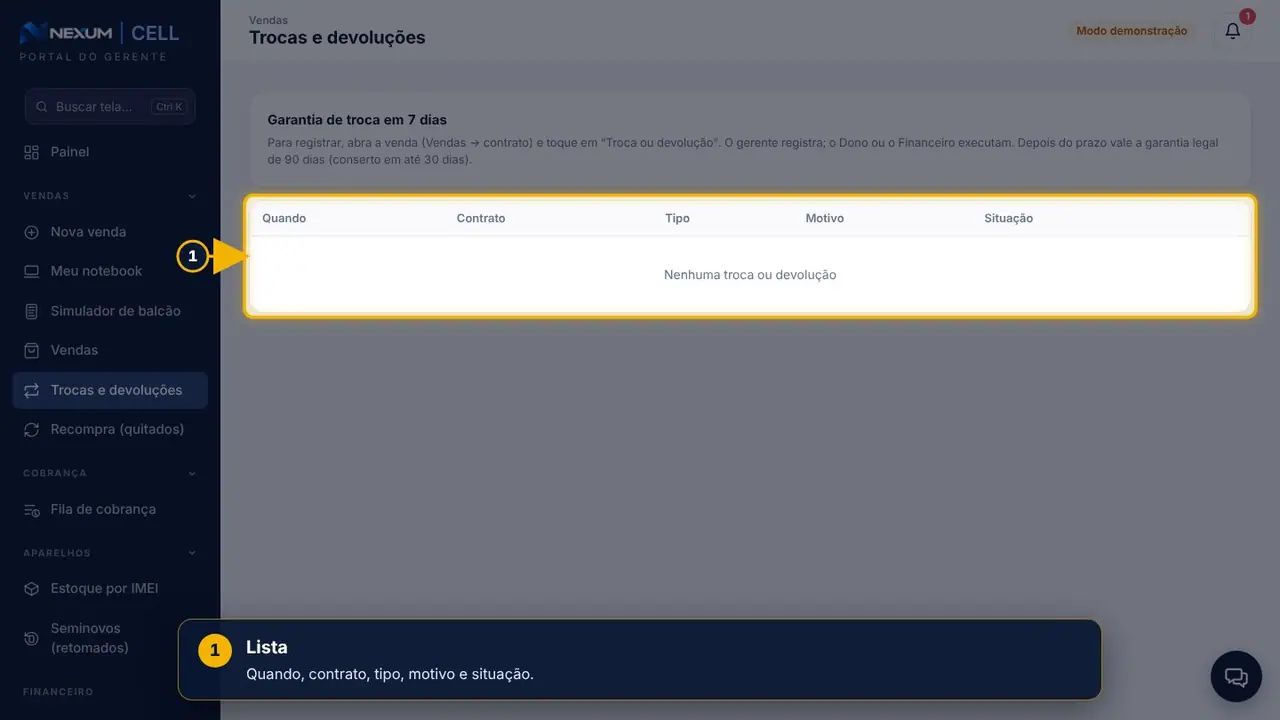 NEXUM | CELL
PORTAL DO GERENTE
Buscar tela... Ctrl K
Painel
VENDAS
Nova venda
Meu notebook
Simulador de balcão
Vendas
Trocas e devoluções
Recompra (quitados)
COBRANÇA
Fila de cobrança
APARELHOS
Estoque por IMEI
Seminovos
(retomados)
FINANCEIRO
Vendas
Trocas e devoluções
Modo demonstração
1
Garantia de troca em 7 dias
Para registrar, abra a venda (Vendas → contrato) e toque em "Troca ou devolução". O gerente registra; o Dono ou o Financeiro executam. Depois do prazo vale a garantia legal
de 90 dias (conserto em até 30 dias).
1
Quando Contrato Tipo Motivo Situação
Nenhuma troca ou devolução
1 Lista
Quando, contrato, tipo, motivo e situação.